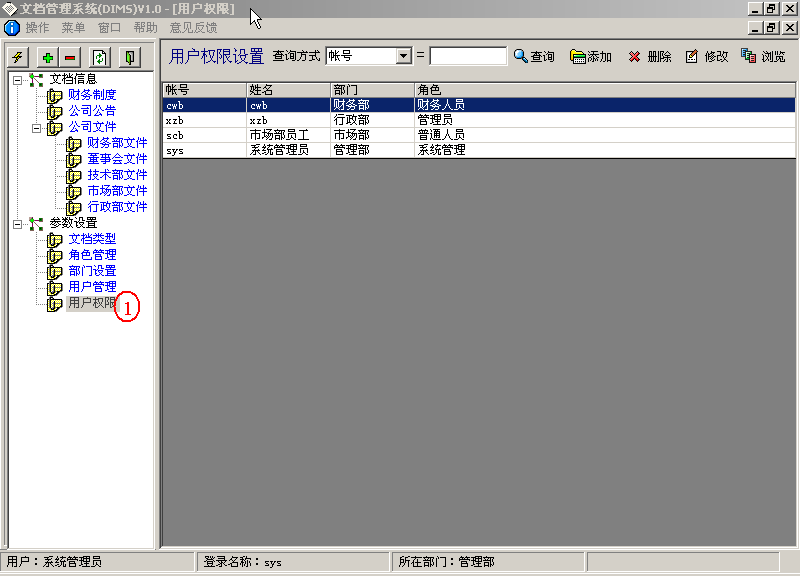 文档管理系统(DIMS)V1.0 - [用户权限]
操作 菜单 窗口 帮助 意见反馈
用户权限设置 查询方式 帐号 = 查询 添加 删除 修改 浏览
文档信息
财务制度
公司公告
公司文件
财务部文件
董事会文件
技术部文件
市场部文件
行政部文件
参数设置
文档类型
角色管理
部门设置
用户管理
用户权限
1
帐号 姓名 部门 角色
cwb cwb 财务部 财务人员
xzb xzb 行政部 管理员
scb 市场部员工 市场部 普通人员
sys 系统管理员 管理部 系统管理
用户：系统管理员 登录名称：sys 所在部门：管理部